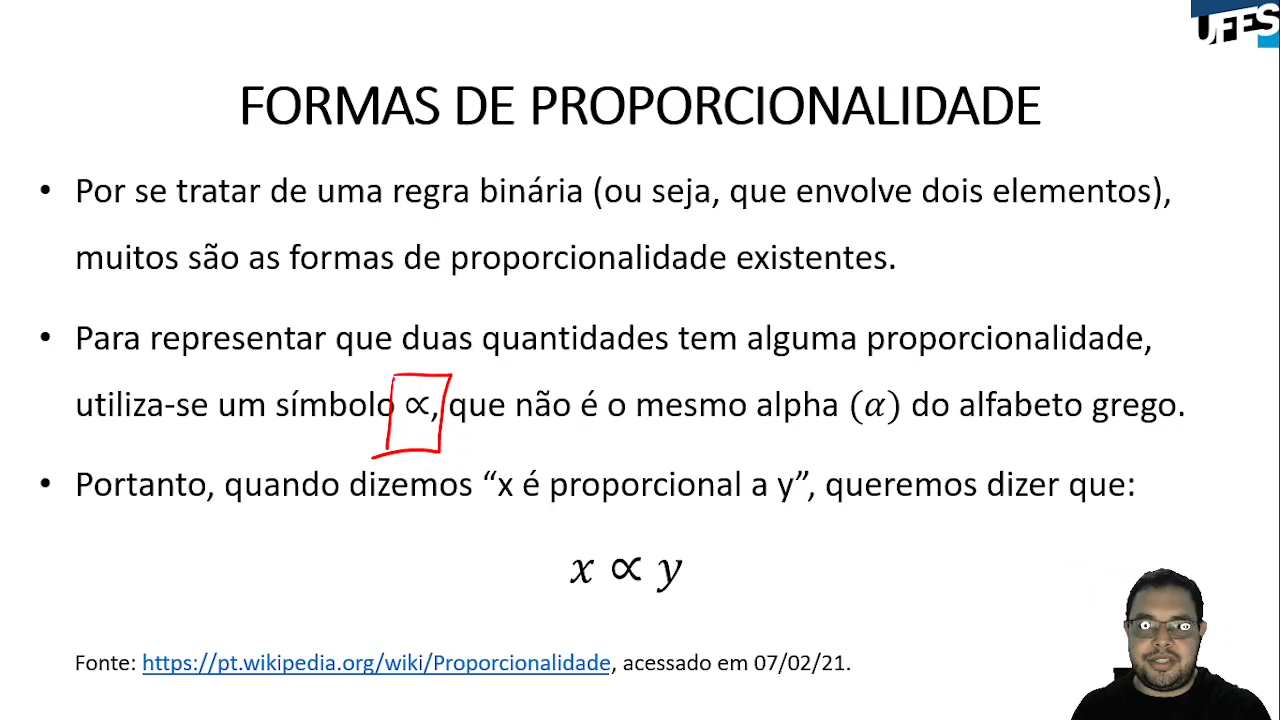 UFES
FORMAS DE PROPORCIONALIDADE
• Por se tratar de uma regra binária (ou seja, que envolve dois elementos),
muitos são as formas de proporcionalidade existentes.
• Para representar que duas quantidades tem alguma proporcionalidade,
utiliza-se um símbolo ∝, que não é o mesmo alpha (α) do alfabeto grego.
• Portanto, quando dizemos “x é proporcional a y”, queremos dizer que:
x ∝ y
Fonte: https://pt.wikipedia.org/wiki/Proporcionalidade, acessado em 07/02/21.